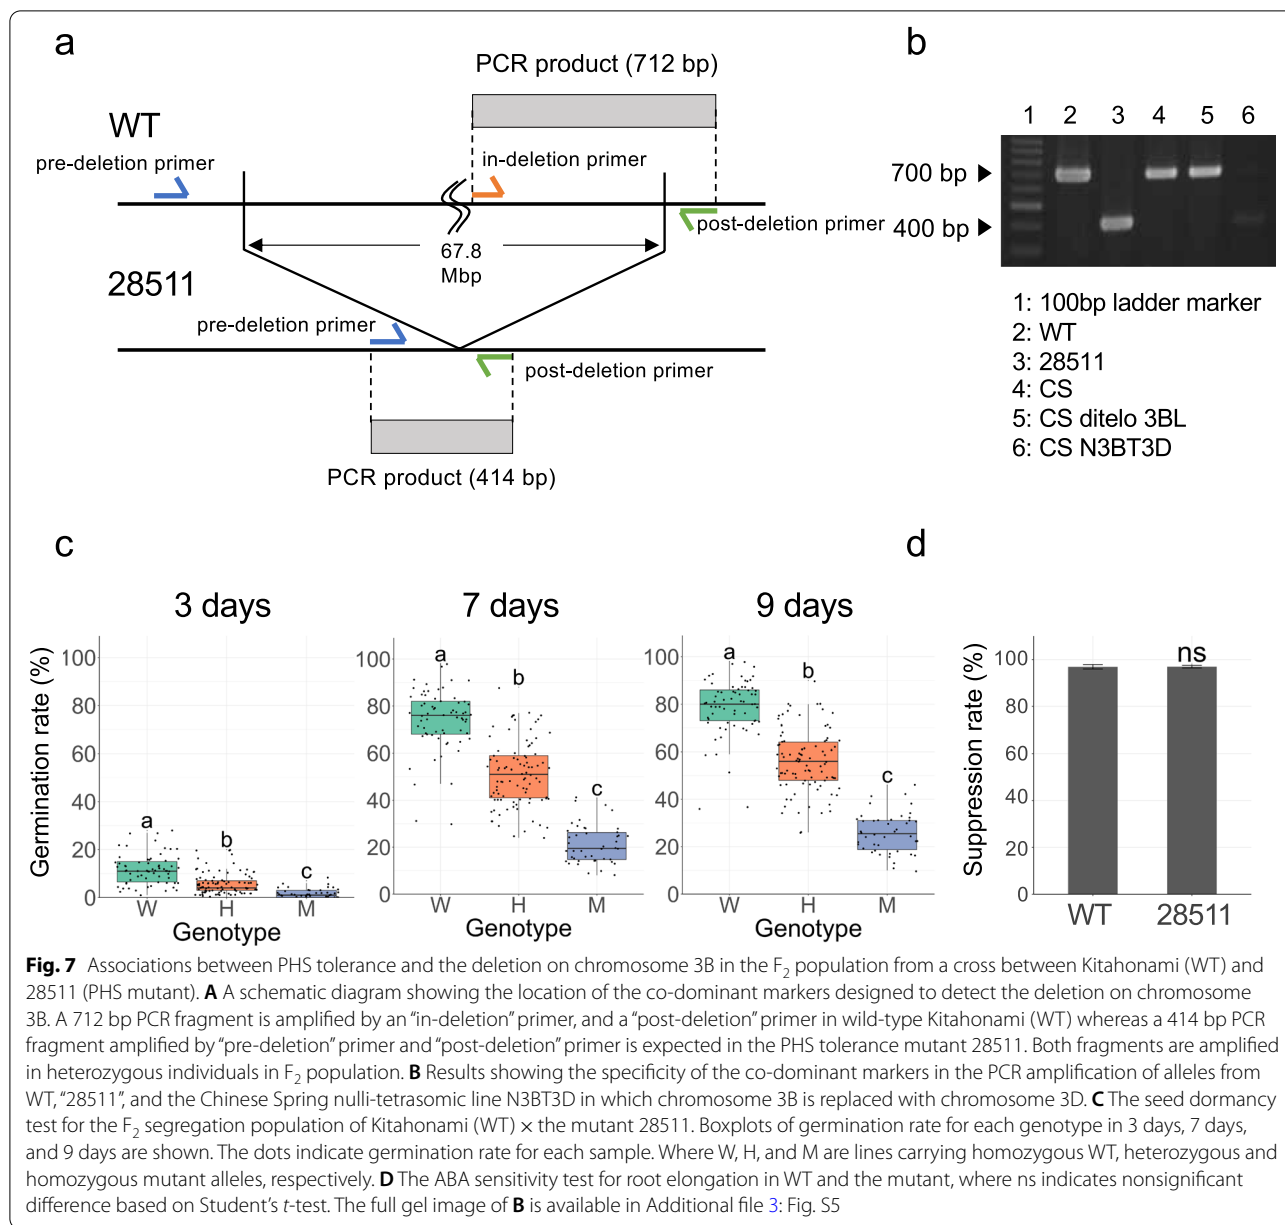 a
PCR product (712 bp)
WT
pre-deletion primer
in-deletion primer
post-deletion primer
67.8
Mbp
28511
pre-deletion primer
post-deletion primer
PCR product (414 bp)
b
1 2 3 4 5 6
700 bp
400 bp
1: 100bp ladder marker
2: WT
3: 28511
4: CS
5: CS ditelo 3BL
6: CS N3BT3D
c
3 days
7 days
9 days
Germination rate (%)
100
80
60
40
20
0
a
b
c
W H M
Genotype
100
80
60
40
20
0
a
b
c
W H M
Genotype
100
80
60
40
20
0
a
b
c
W H M
Genotype
d
Suppression rate (%)
100
80
60
40
20
0
ns
WT 28511
Fig. 7 Associations between PHS tolerance and the deletion on chromosome 3B in the F2 population from a cross between Kitahonami (WT) and
28511 (PHS mutant). A A schematic diagram showing the location of the co-dominant markers designed to detect the deletion on chromosome
3B. A 712 bp PCR fragment is amplified by an “in-deletion” primer, and a “post-deletion” primer in wild-type Kitahonami (WT) whereas a 414 bp PCR
fragment amplified by “pre-deletion” primer and “post-deletion” primer is expected in the PHS tolerance mutant 28511. Both fragments are amplified
in heterozygous individuals in F2 population. B Results showing the specificity of the co-dominant markers in the PCR amplification of alleles from
WT, “28511”, and the Chinese Spring nulli-tetrasomic line N3BT3D in which chromosome 3B is replaced with chromosome 3D. C The seed dormancy
test for the F2 segregation population of Kitahonami (WT) × the mutant 28511. Boxplots of germination rate for each genotype in 3 days, 7 days,
and 9 days are shown. The dots indicate germination rate for each sample. Where W, H, and M are lines carrying homozygous WT, heterozygous and
homozygous mutant alleles, respectively. D The ABA sensitivity test for root elongation in WT and the mutant, where ns indicates nonsignificant
difference based on Student’s t-test. The full gel image of B is available in Additional file 3: Fig. S5